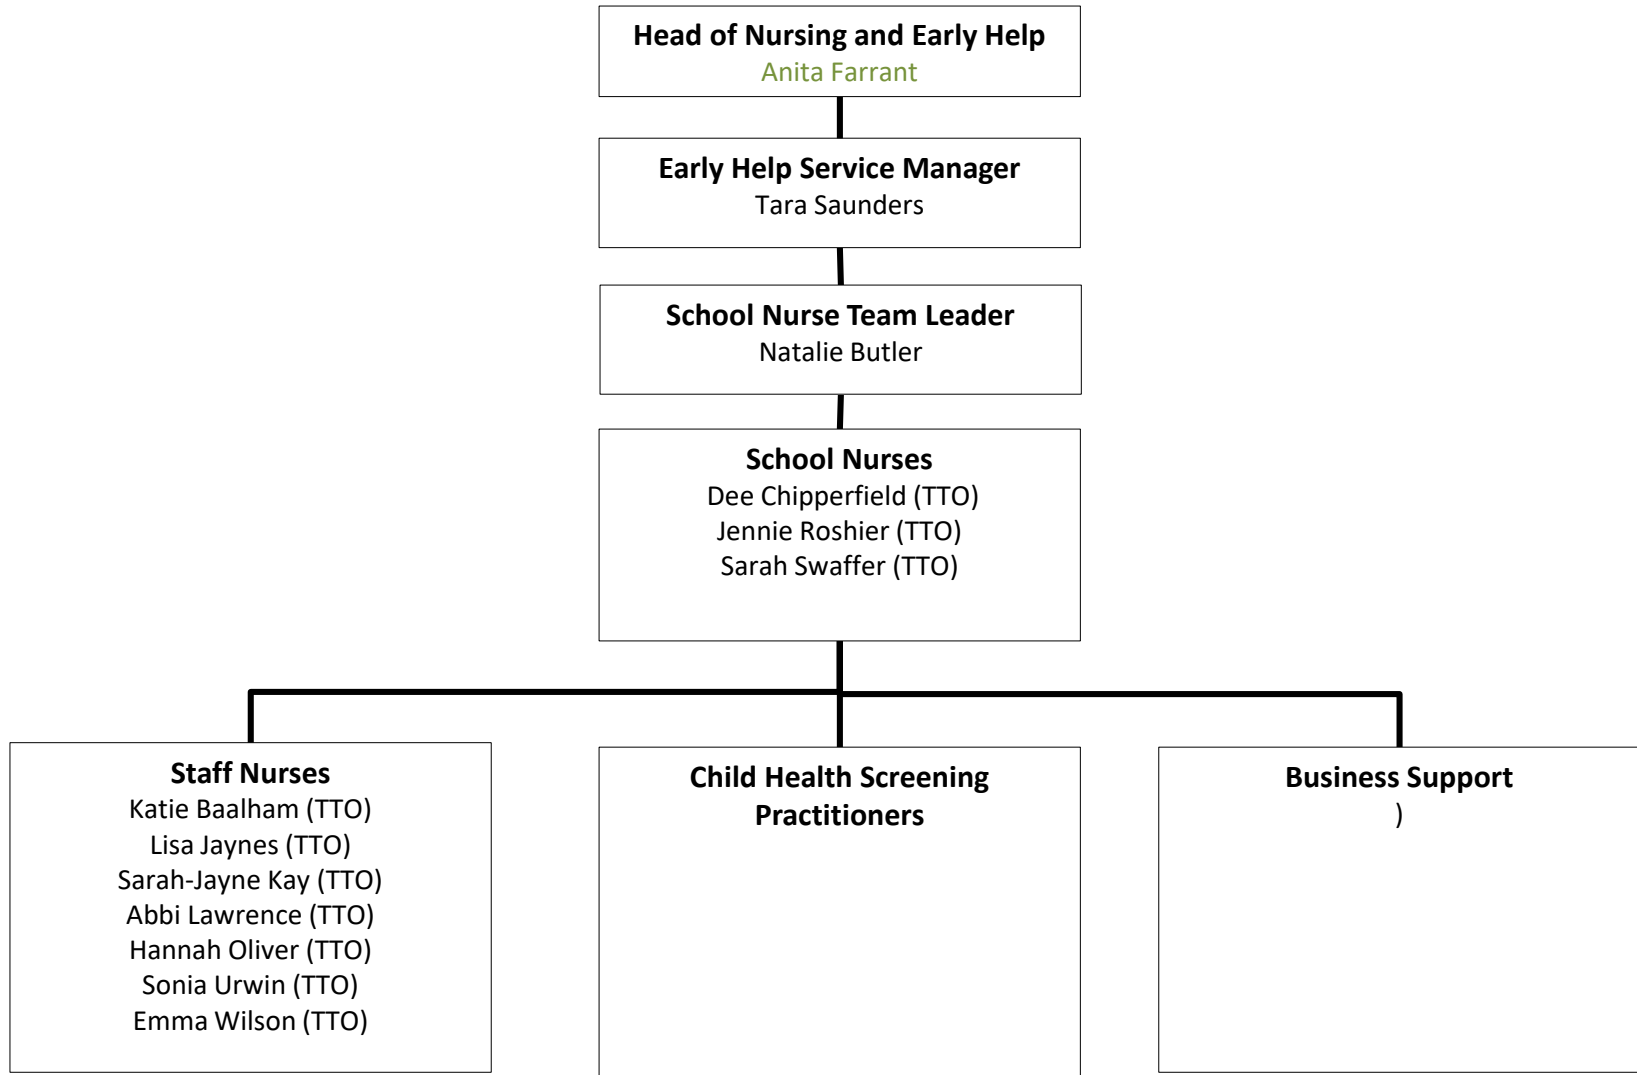 Head of Nursing and Early Help
Anita Farrant
Early Help Service Manager
Tara Saunders
School Nurse Team Leader
Natalie Butler
School Nurses
Dee Chipperfield (TTO)
Jennie Roshier (TTO)
Sarah Swaffer (TTO)
Staff Nurses
Katie Baalham (TTO)
Lisa Jaynes (TTO)
Sarah-Jayne Kay (TTO)
Abbi Lawrence (TTO)
Hannah Oliver (TTO)
Sonia Urwin (TTO)
Emma Wilson (TTO)
Child Health Screening
Practitioners
Business Support
)